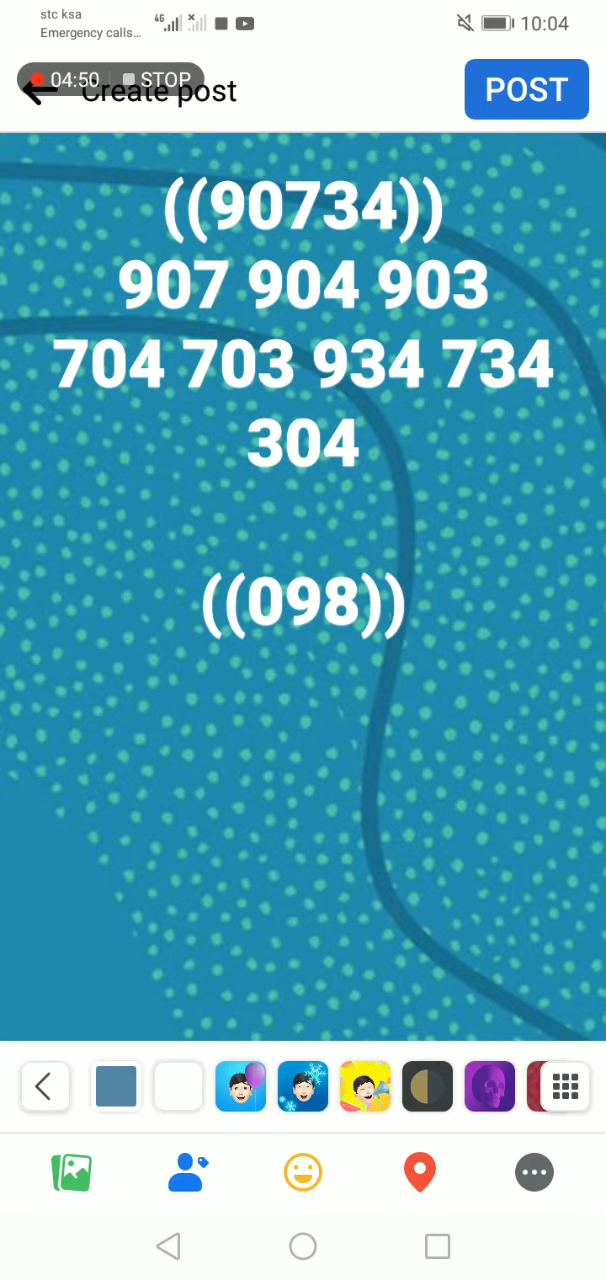 stc ksa
Emergency calls...
4G
10:04
04:50 STOP
Create post
POST
((90734))
907 904 903
704 703 934 734
304
((098))